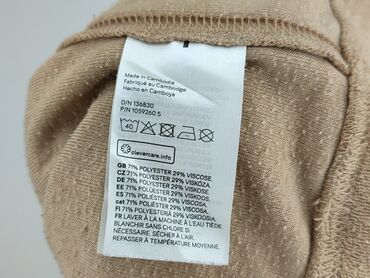 Made in Cambodia
Fabriqué au Cambodge
Hecho en Camboya
O/N 136830
P/N 1059260 5
40
clevercare.info
GB 71% POLYESTER 29% VISCOSE.
CZ 71% POLYESTER 29% VISKÓZA.
DE 71% POLYESTER 29% VISKOSE.
EE 71% POLÜESTER 29% VISKOOS.
ES 71% POLIÉSTER 29% VISCOSA.
cat 71% POLIÈSTER 29% VISCOSA.
FI 71% POLYESTERIA 29% VISKOOSIA.
FR LAVER À LA MACHINE À L'EAU TIÈDE.
BLANCHIR SANS CHLORE SI
NÉCESSAIRE. SÉCHER À L'AIR.
REPASSER À TEMPÉRATURE MOYENNE.